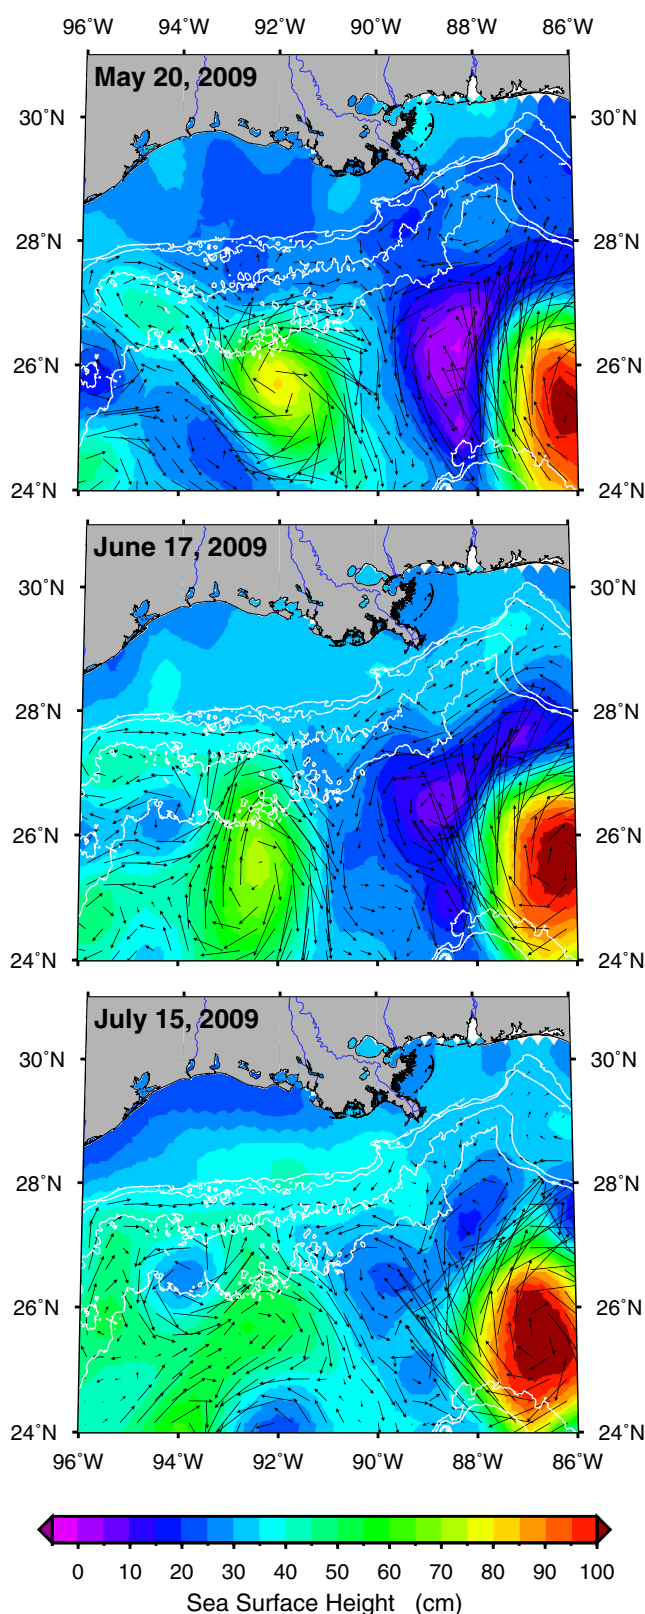 96°W 94°W 92°W 90°W 88°W 86°W
May 20, 2009
30°N 30°N
28°N 28°N
26°N 26°N
24°N 24°N
June 17, 2009
30°N 30°N
28°N 28°N
26°N 26°N
24°N 24°N
July 15, 2009
30°N 30°N
28°N 28°N
26°N 26°N
24°N 24°N
96°W 94°W 92°W 90°W 88°W 86°W
0 10 20 30 40 50 60 70 80 90 100
Sea Surface Height (cm)